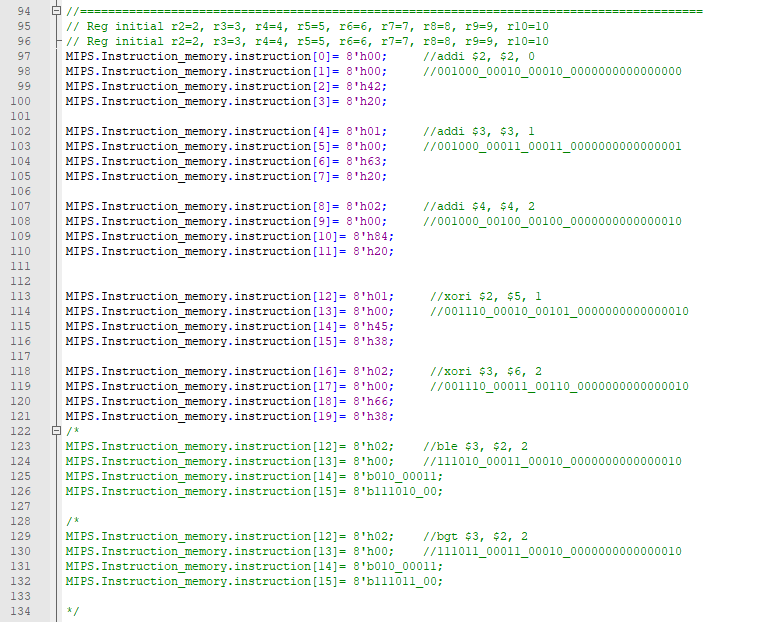 94 //=======================================================================================
95 // Reg initial r2=2, r3=3, r4=4, r5=5, r6=6, r7=7, r8=8, r9=9, r10=10
96 // Reg initial r2=2, r3=3, r4=4, r5=5, r6=6, r7=7, r8=8, r9=9, r10=10
97 MIPS.Instruction_memory.instruction[0]= 8'h00; //addi $2, $2, 0
98 MIPS.Instruction_memory.instruction[1]= 8'h00; //001000_00010_00010_0000000000000000
99 MIPS.Instruction_memory.instruction[2]= 8'h42;
100 MIPS.Instruction_memory.instruction[3]= 8'h20;
101
102 MIPS.Instruction_memory.instruction[4]= 8'h01; //addi $3, $3, 1
103 MIPS.Instruction_memory.instruction[5]= 8'h00; //001000_00011_00011_0000000000000001
104 MIPS.Instruction_memory.instruction[6]= 8'h63;
105 MIPS.Instruction_memory.instruction[7]= 8'h20;
106
107 MIPS.Instruction_memory.instruction[8]= 8'h02; //addi $4, $4, 2
108 MIPS.Instruction_memory.instruction[9]= 8'h00; //001000_00100_00100_0000000000000010
109 MIPS.Instruction_memory.instruction[10]= 8'h84;
110 MIPS.Instruction_memory.instruction[11]= 8'h20;
111
112
113 MIPS.Instruction_memory.instruction[12]= 8'h01; //xori $2, $5, 1
114 MIPS.Instruction_memory.instruction[13]= 8'h00; //001110_00010_00101_0000000000000010
115 MIPS.Instruction_memory.instruction[14]= 8'h45;
116 MIPS.Instruction_memory.instruction[15]= 8'h38;
117
118 MIPS.Instruction_memory.instruction[16]= 8'h02; //xori $3, $6, 2
119 MIPS.Instruction_memory.instruction[17]= 8'h00; //001110_00011_00110_0000000000000010
120 MIPS.Instruction_memory.instruction[18]= 8'h66;
121 MIPS.Instruction_memory.instruction[19]= 8'h38;
122 /*
123 MIPS.Instruction_memory.instruction[12]= 8'h02; //ble $3, $2, 2
124 MIPS.Instruction_memory.instruction[13]= 8'h00; //111010_00011_00010_0000000000000010
125 MIPS.Instruction_memory.instruction[14]= 8'b010_00011;
126 MIPS.Instruction_memory.instruction[15]= 8'b111010_00;
127
128 /*
129 MIPS.Instruction_memory.instruction[12]= 8'h02; //bgt $3, $2, 2
130 MIPS.Instruction_memory.instruction[13]= 8'h00; //111011_00011_00010_0000000000000010
131 MIPS.Instruction_memory.instruction[14]= 8'b010_00011;
132 MIPS.Instruction_memory.instruction[15]= 8'b111011_00;
133
134 */